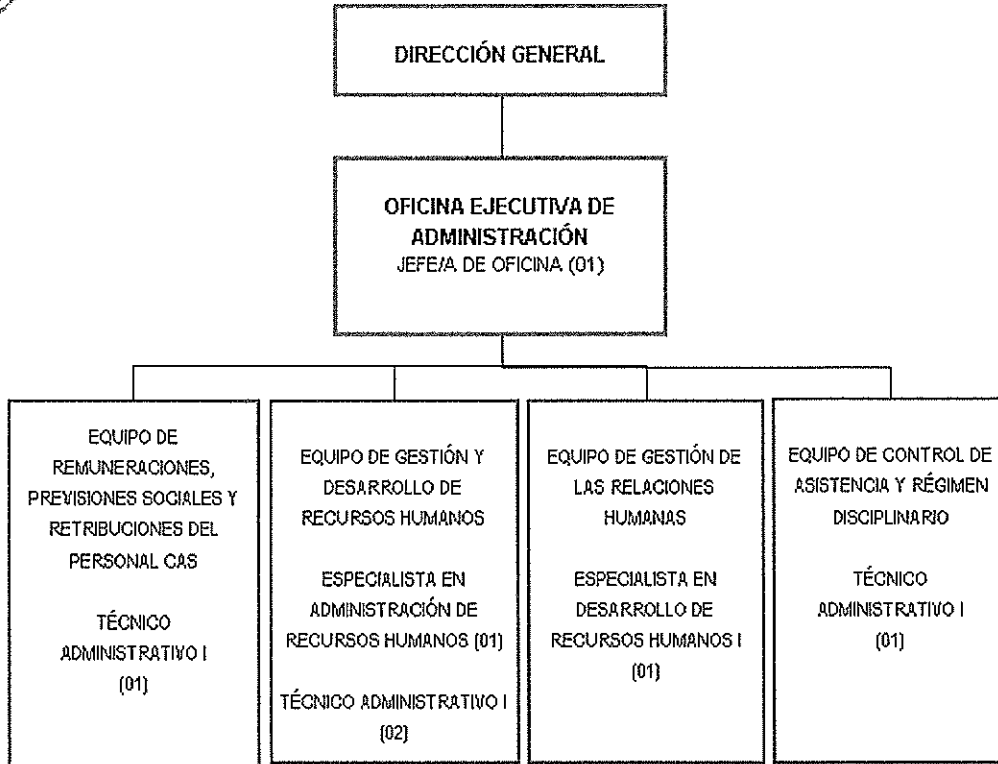 DIRECCIÓN GENERAL
OFICINA EJECUTIVA DE
ADMINISTRACIÓN
JEFE/A DE OFICINA (01)
EQUIPO DE
REMUNERACIONES,
PREVISIONES SOCIALES Y
RETRIBUCIONES DEL
PERSONAL CAS
TÉCNICO
ADMINISTRATIVO I
(01)
EQUIPO DE GESTIÓN Y
DESARROLLO DE
RECURSOS HUMANOS
ESPECIALISTA EN
ADMINISTRACIÓN DE
RECURSOS HUMANOS (01)
TÉCNICO ADMINISTRATIVO I
(02)
EQUIPO DE GESTIÓN DE
LAS RELACIONES
HUMANAS
ESPECIALISTA EN
DESARROLLO DE
RECURSOS HUMANOS I
(01)
EQUIPO DE CONTROL DE
ASISTENCIA Y RÉGIMEN
DISCIPLINARIO
TÉCNICO
ADMINISTRATIVO I
(01)